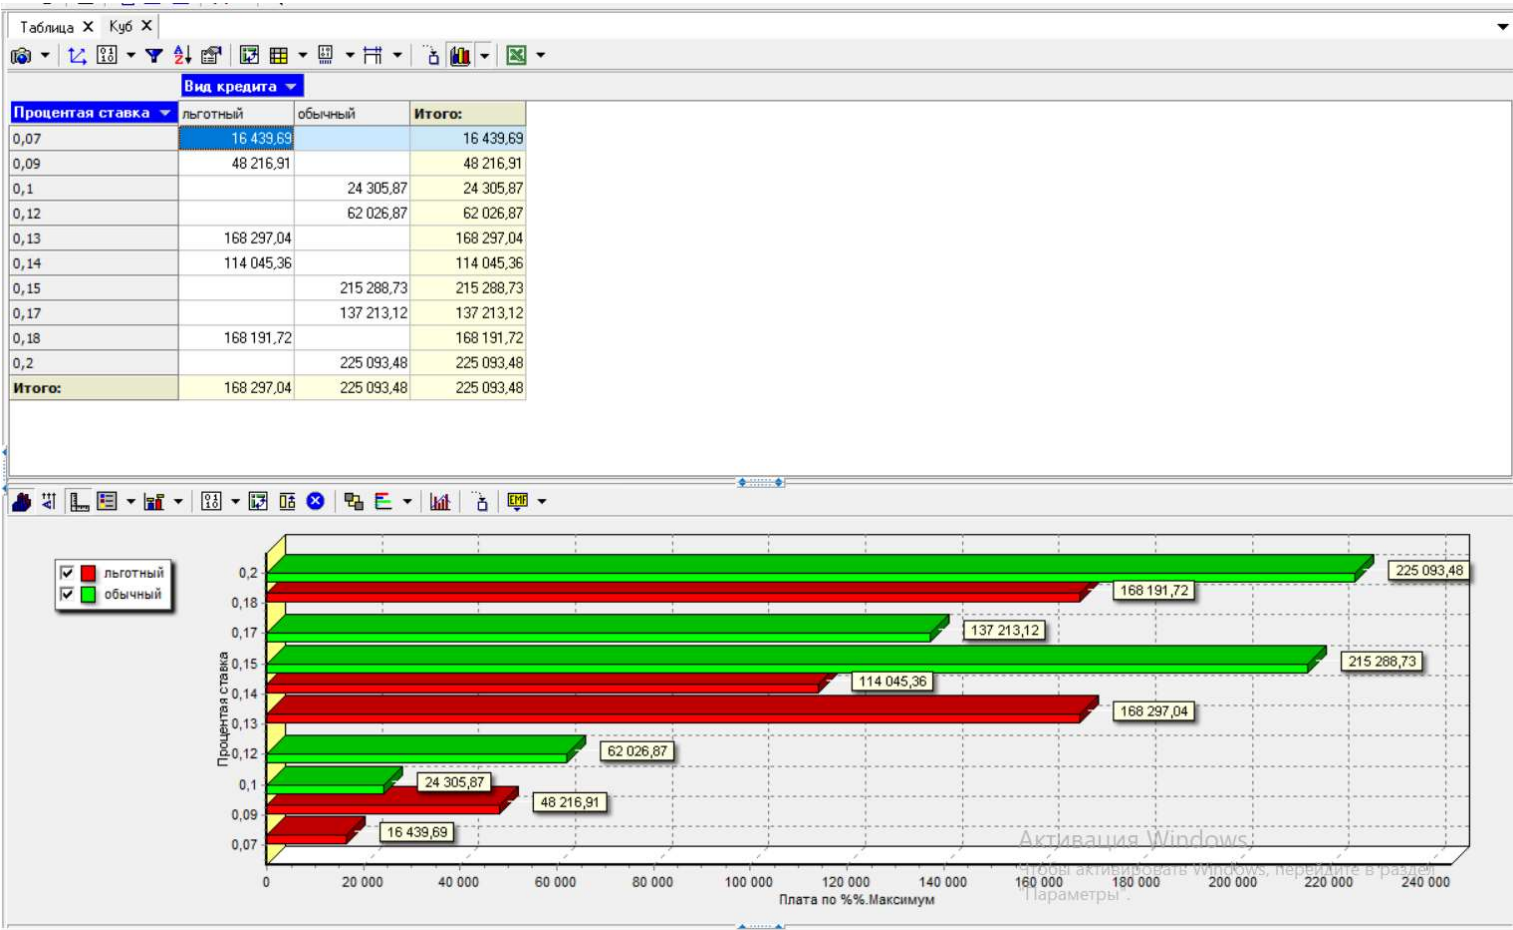 Таблица X Куб X
Вид кредита
Процентая ставка льготный обычный Итого:
0,07 16 439,69 16 439,69
0,09 48 216,91 48 216,91
0,1 24 305,87 24 305,87
0,12 62 026,87 62 026,87
0,13 168 297,04 168 297,04
0,14 114 045,36 114 045,36
0,15 215 288,73 215 288,73
0,17 137 213,12 137 213,12
0,18 168 191,72 168 191,72
0,2 225 093,48 225 093,48
Итого: 168 297,04 225 093,48 225 093,48
льготный
обычный
Процентая ставка
0,2 225 093,48
0,18 168 191,72
0,17 137 213,12
0,15 215 288,73
0,14 114 045,36
0,13 168 297,04
0,12 62 026,87
0,1 24 305,87
0,09 48 216,91
0,07 16 439,69
0 20 000 40 000 60 000 80 000 100 000 120 000 140 000 160 000 180 000 200 000 220 000 240 000
Плата по %%.Максимум
Активация Windows
Чтобы активировать Windows, перейдите в раздел
"Параметры".